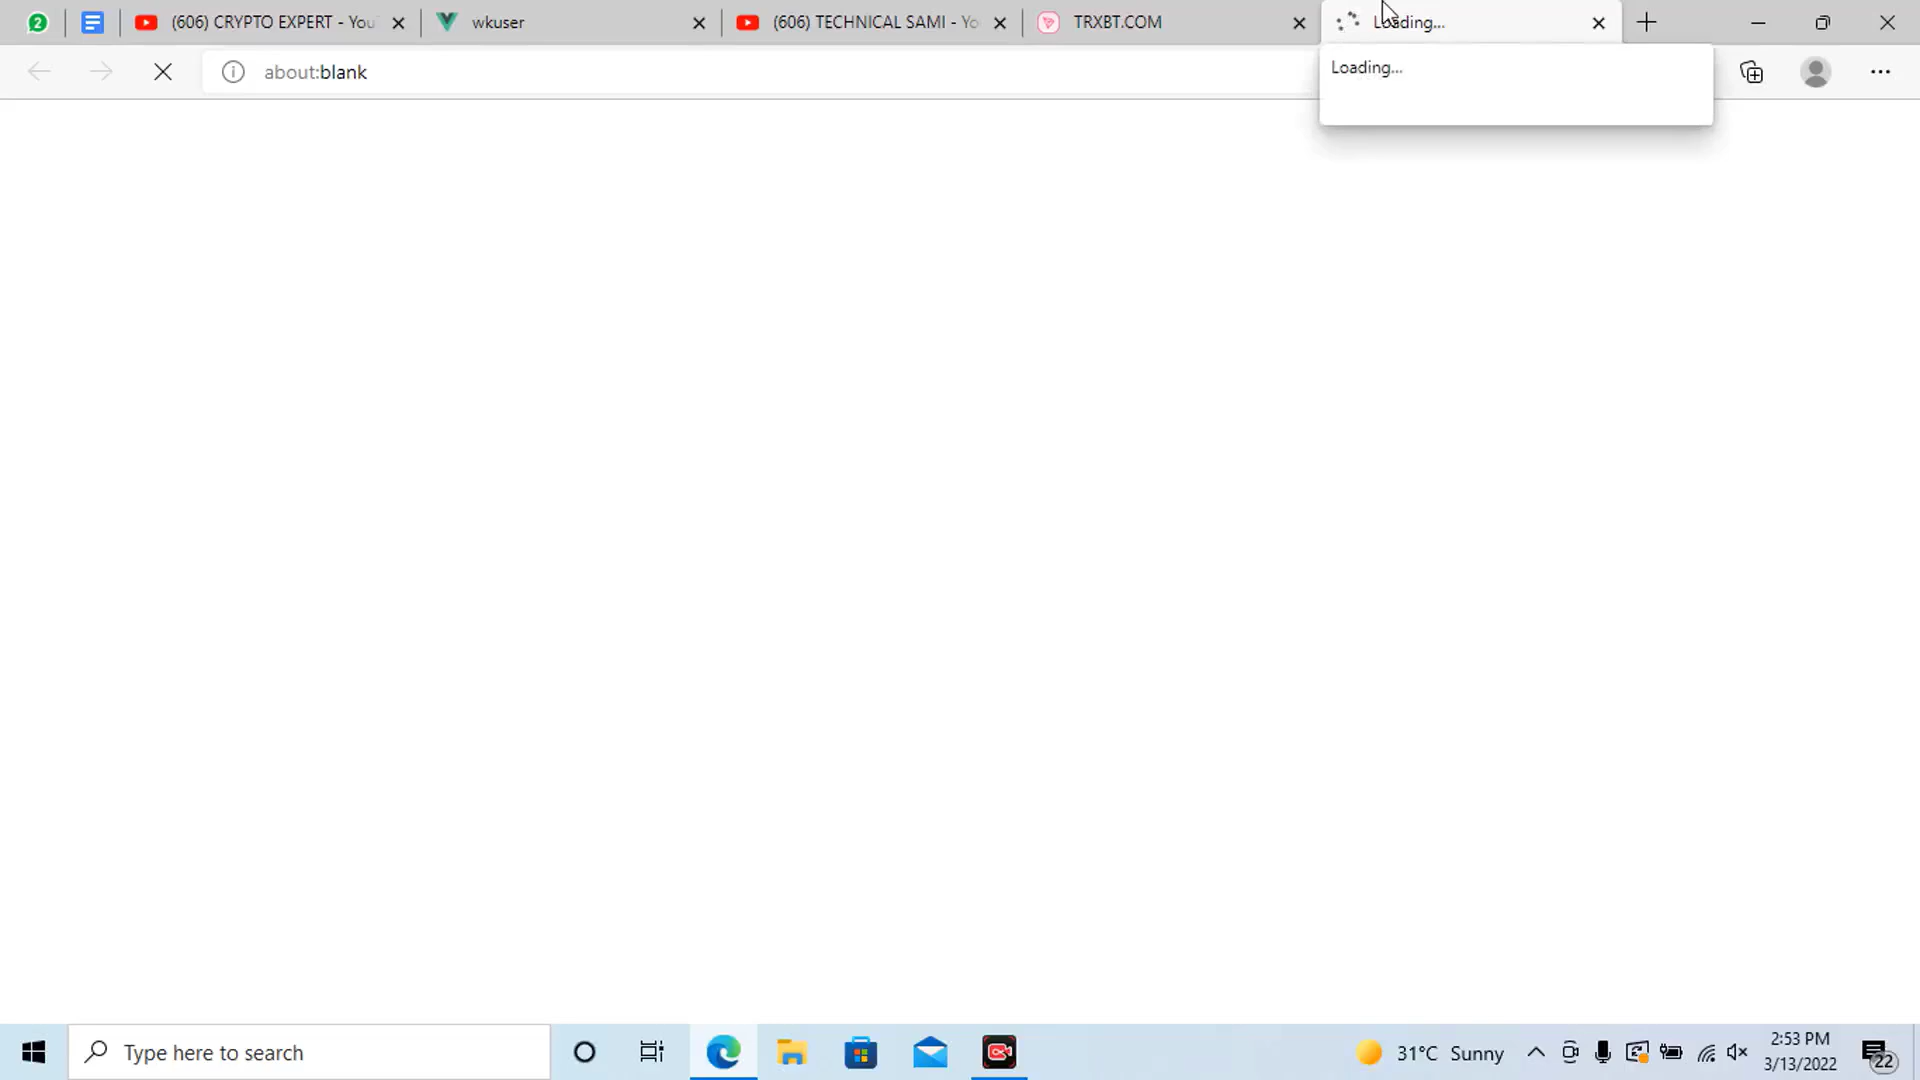 2
(606) CRYPTO EXPERT - You
wkuser
(606) TECHNICAL SAMI - Yo
TRXBT.COM
Loading...
about:blank
Loading...
Type here to search
31°C Sunny
2:53 PM
3/13/2022
22